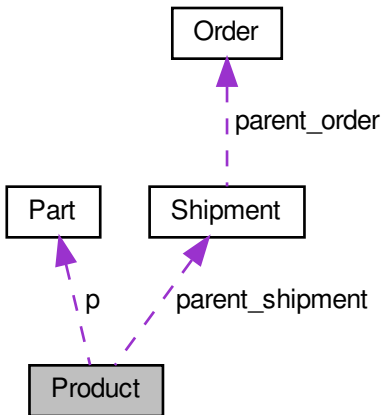 Order
parent_order
Part
Shipment
p
parent_shipment
Product